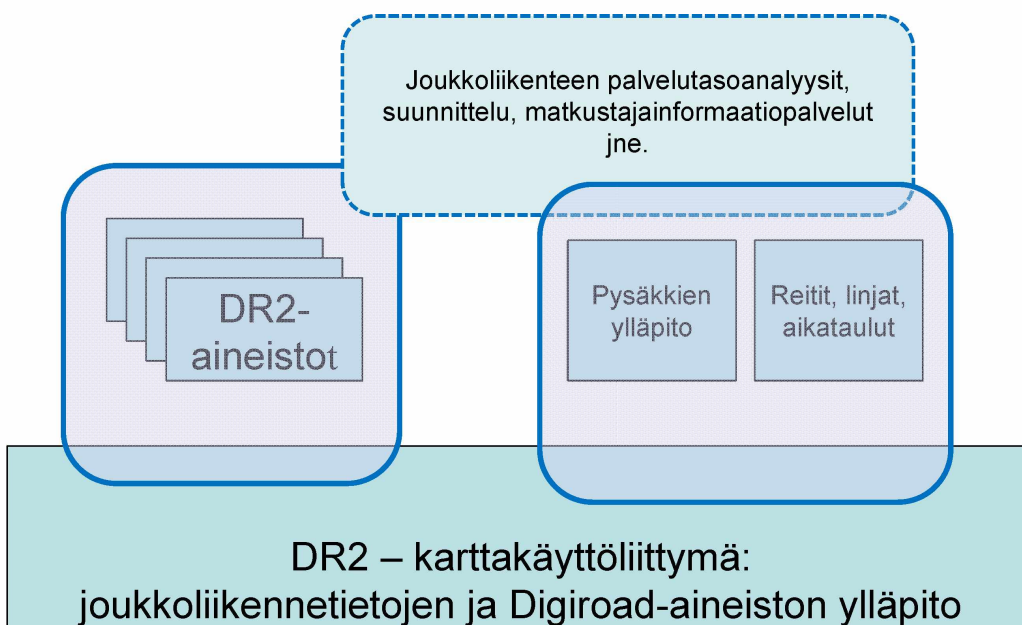 Joukkoliikenteen palvelutasoanalyysit,
suunnittelu, matkustajainformaatiopalvelut
jne.
DR2-
aineistot
Pysäkkien
ylläpito
Reitit, linjat,
aikataulut
DR2 – karttakäyttöliittymä:
joukkoliikennetietojen ja Digiroad-aineiston ylläpito